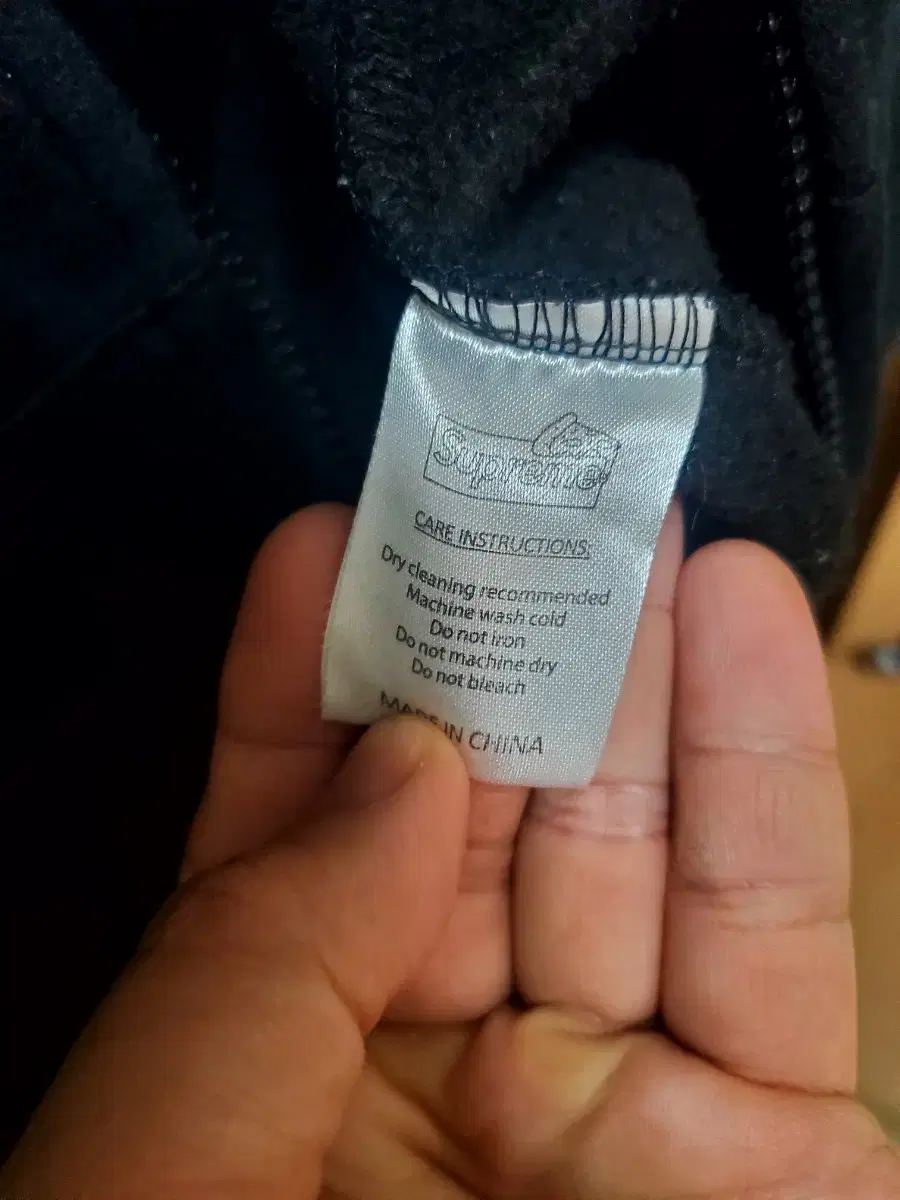 Supreme
CARE INSTRUCTIONS:
Dry cleaning recommended
Machine wash cold
Do not iron
Do not machine dry
Do not bleach
MADE IN CHINA